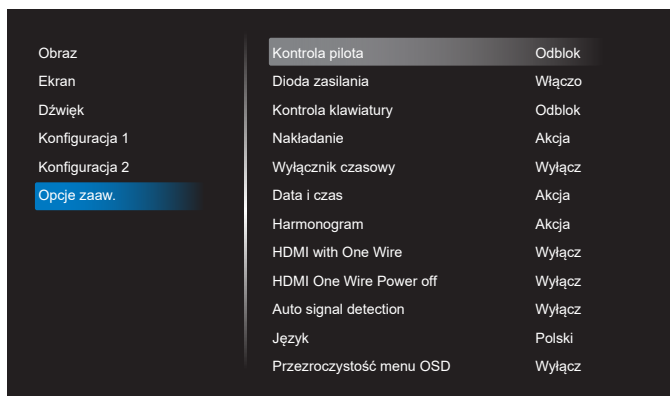 Obraz
Ekran
Dźwięk
Konfiguracja 1
Konfiguracja 2
Opcje zaaw.
Kontrola pilota Odblok
Dioda zasilania Włączo
Kontrola klawiatury Odblok
Nakładanie Akcja
Wyłącznik czasowy Wyłącz
Data i czas Akcja
Harmonogram Akcja
HDMI with One Wire Wyłącz
HDMI One Wire Power off Wyłącz
Auto signal detection Wyłącz
Język Polski
Przezroczystość menu OSD Wyłącz